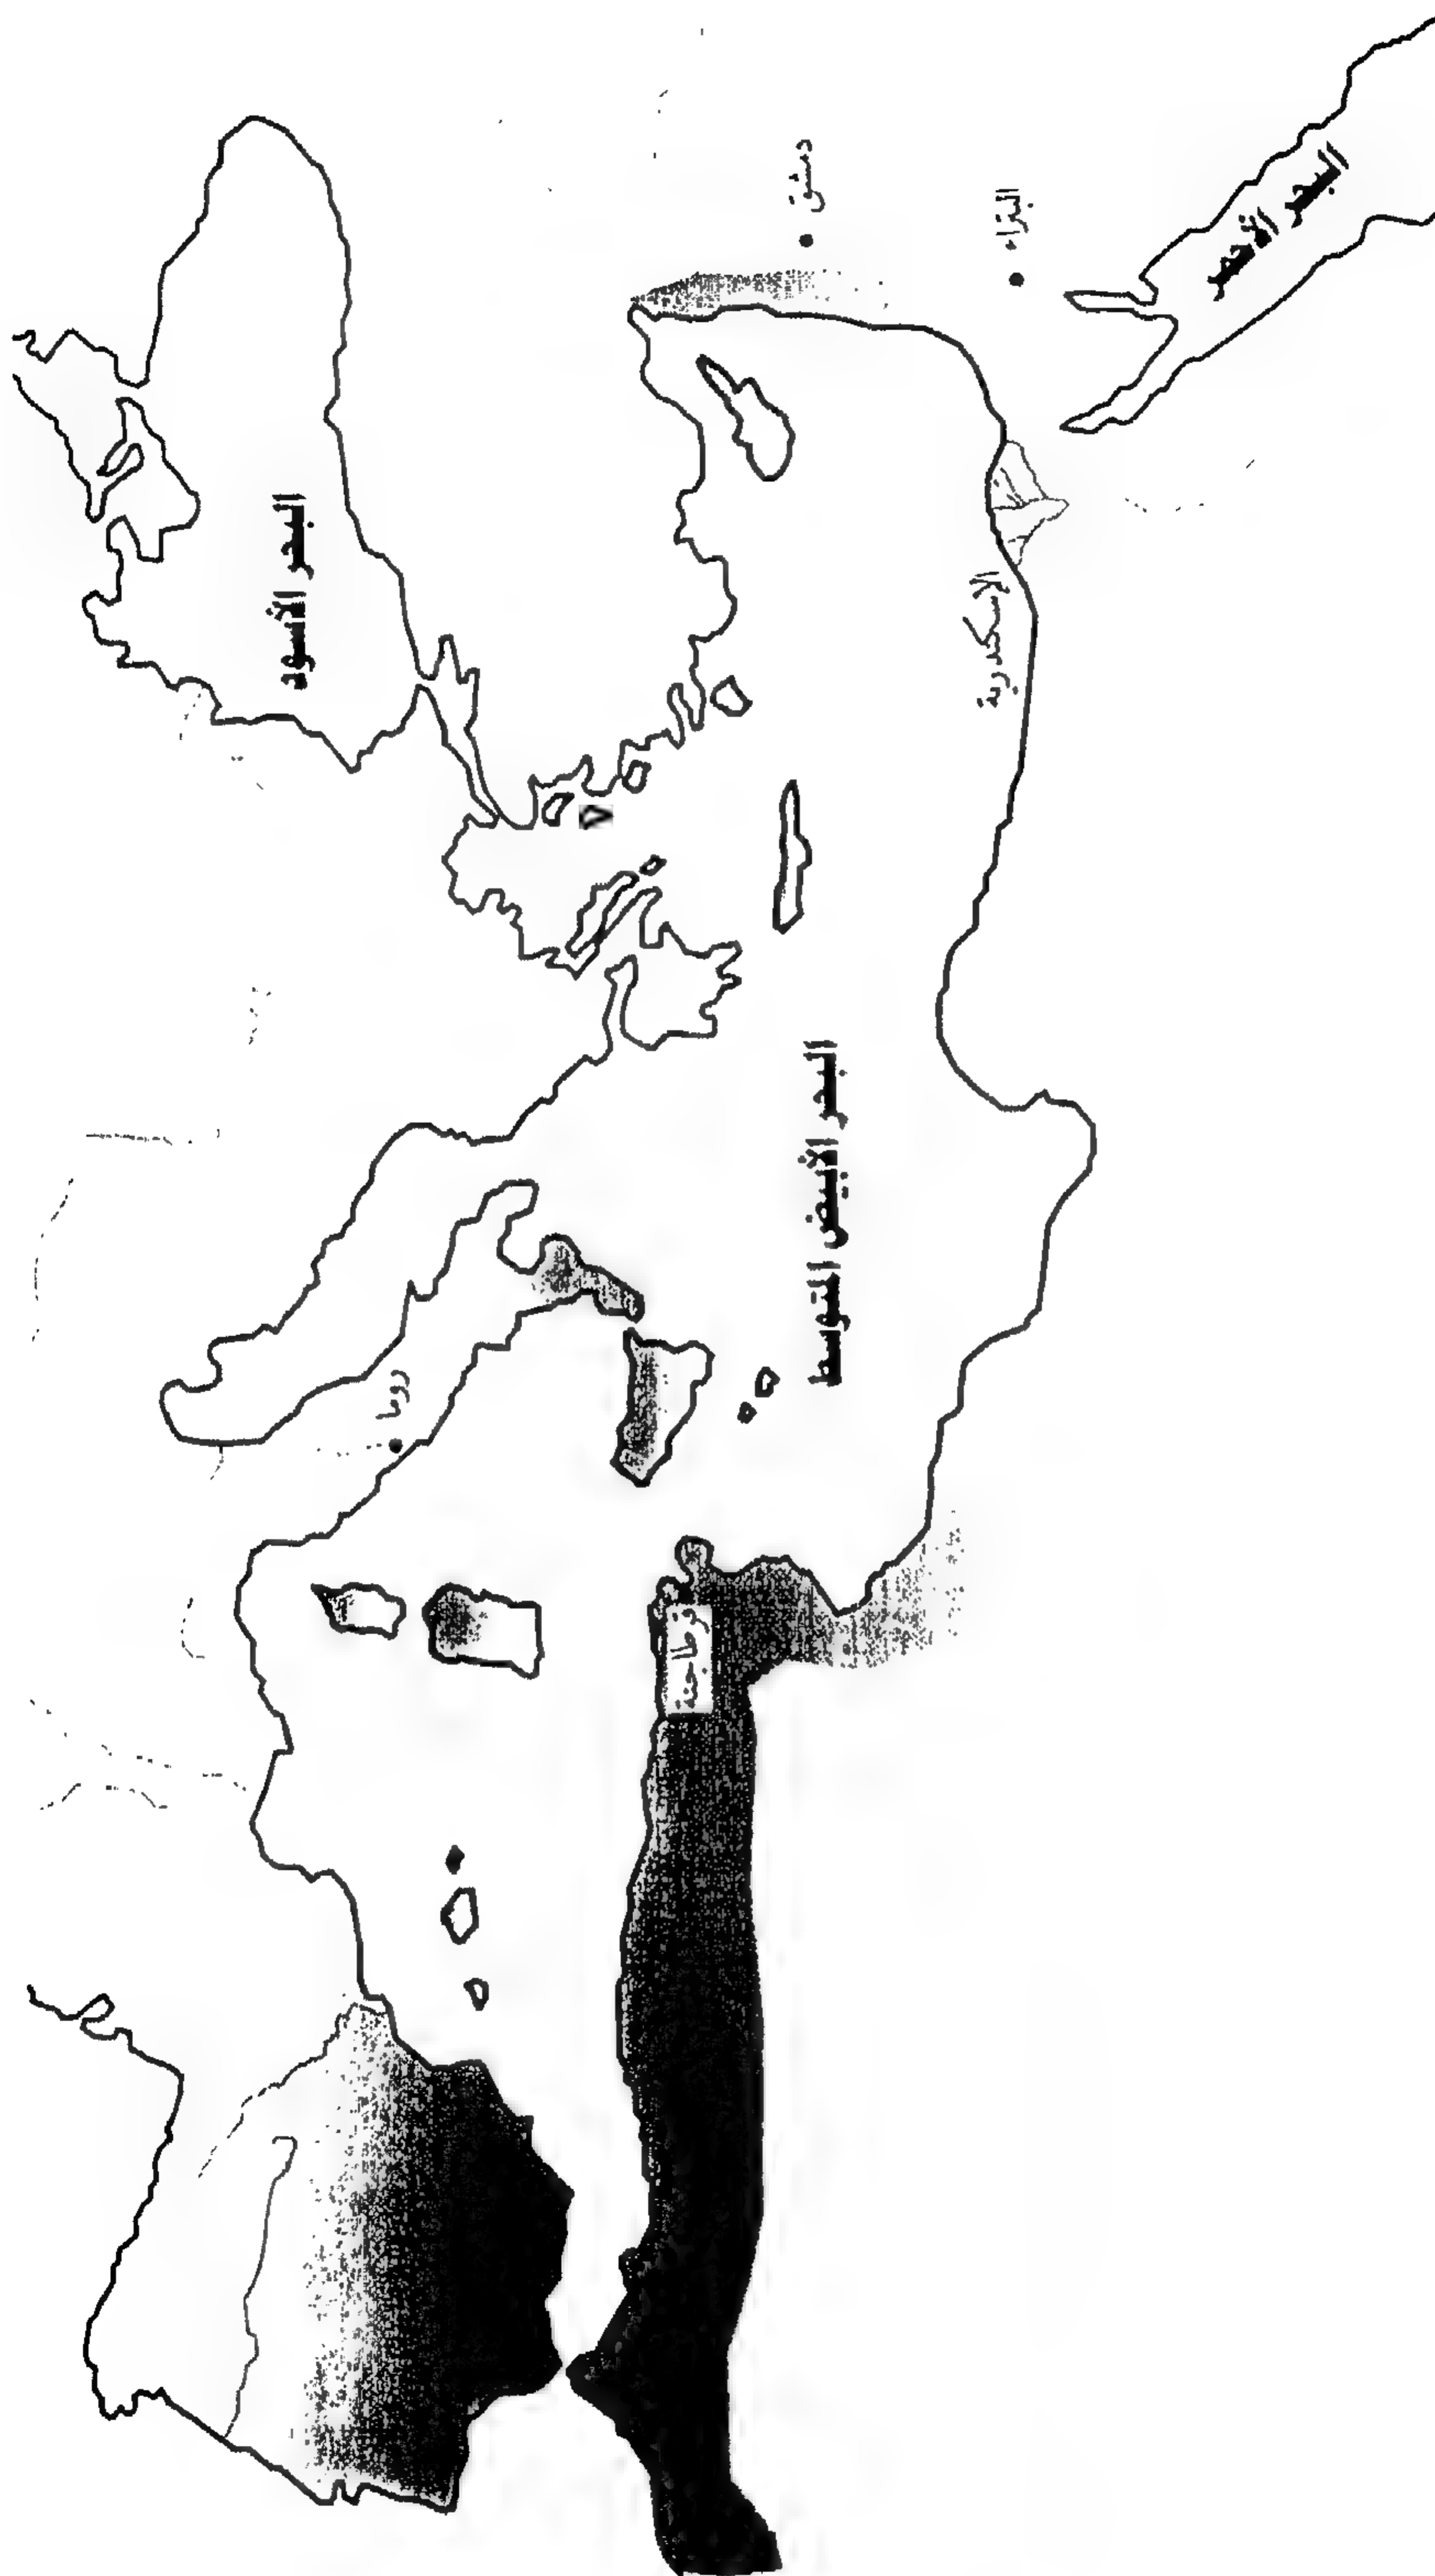 البحر الأسود
دمشق
البتراء
البحر الأحمر
الإسكندرية
البحر الأبيض المتوسط
روما
قرطاجنة